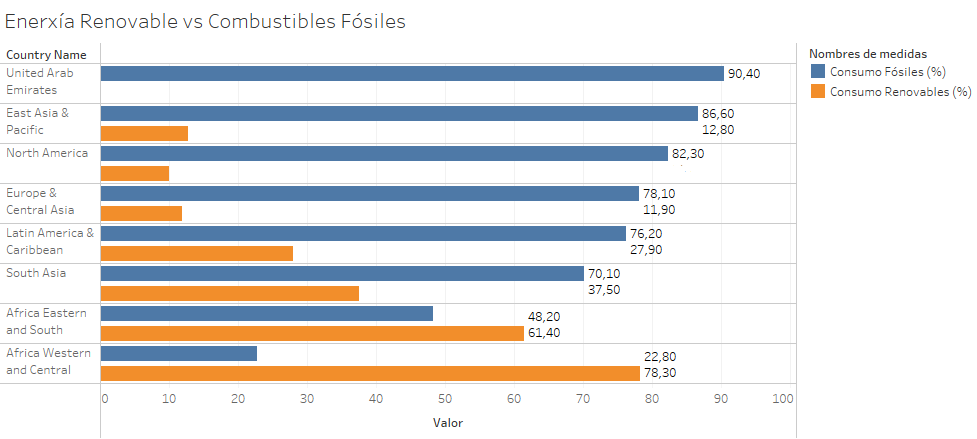 Enerxía Renovable vs Combustibles Fósiles
Country Name
United Arab
Emirates
90,40
East Asia &
Pacific
86,60
12,80
North America
82,30
Europe &
Central Asia
78,10
11,90
Latin America &
Caribbean
76,20
27,90
South Asia
70,10
37,50
Africa Eastern
and South
48,20
61,40
Africa Western
and Central
22,80
78,30
0 10 20 30 40 50 60 70 80 90 100
Valor
Nombres de medidas
Consumo Fósiles (%)
Consumo Renovables (%)